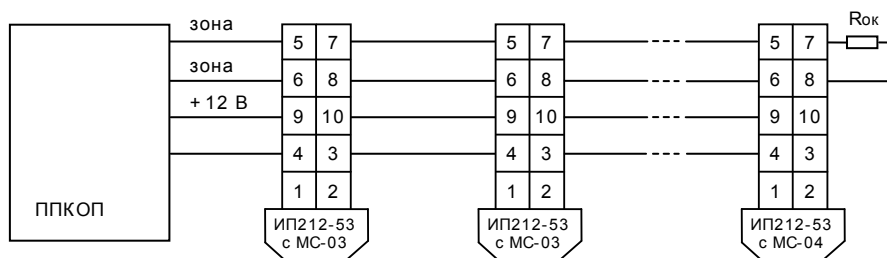 зона
5 7
5 7
5 7
Rок
зона
6 8
6 8
6 8
+12 В
9 10
9 10
9 10
4 3
4 3
4 3
1 2
1 2
1 2
ППКОП
ИП212-53
с МС-03
ИП212-53
с МС-03
ИП212-53
с МС-04